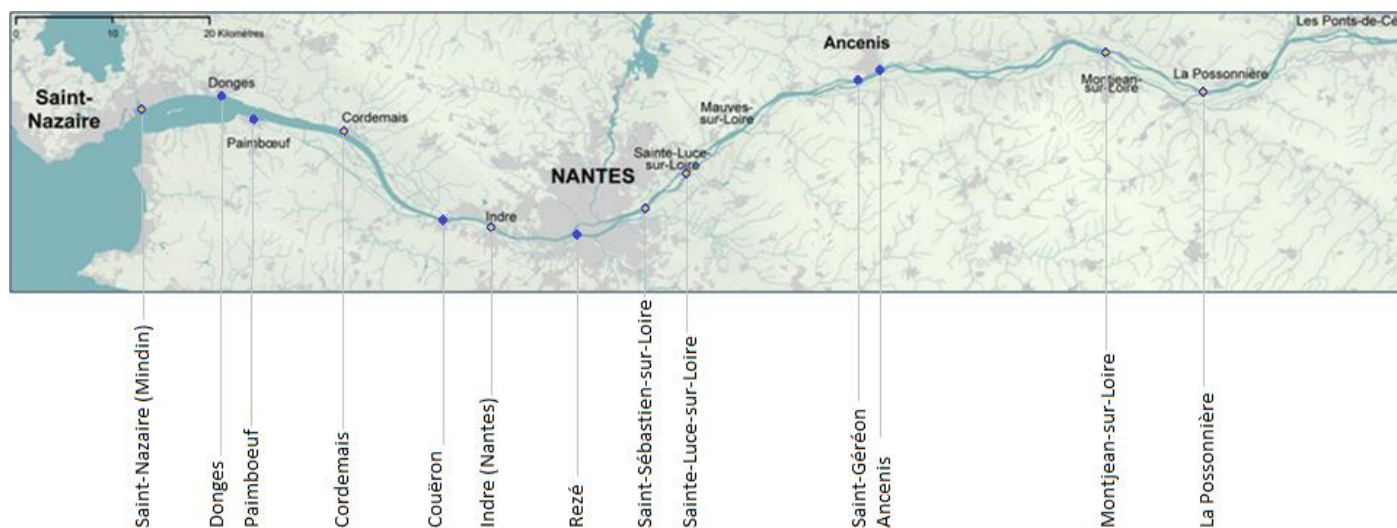 Les Ponts-de-Cé
0 10 20 Kilomètres
Ancenis
La Possonnière
Montjean-
sur-Loire
Donges
Saint-
Nazaire
Mauves-
sur-Loire
Cordemais
Paimbœuf
Sainte-Luce-
sur-Loire
NANTES
Indre
Saint-Nazaire (Mindin)
Donges
Paimboeuf
Cordemais
Couëron
Indre (Nantes)
Rezé
Saint-Sébastien-sur-Loire
Sainte-Luce-sur-Loire
Saint-Géréon
Ancenis
Montjean-sur-Loire
La Possonnière